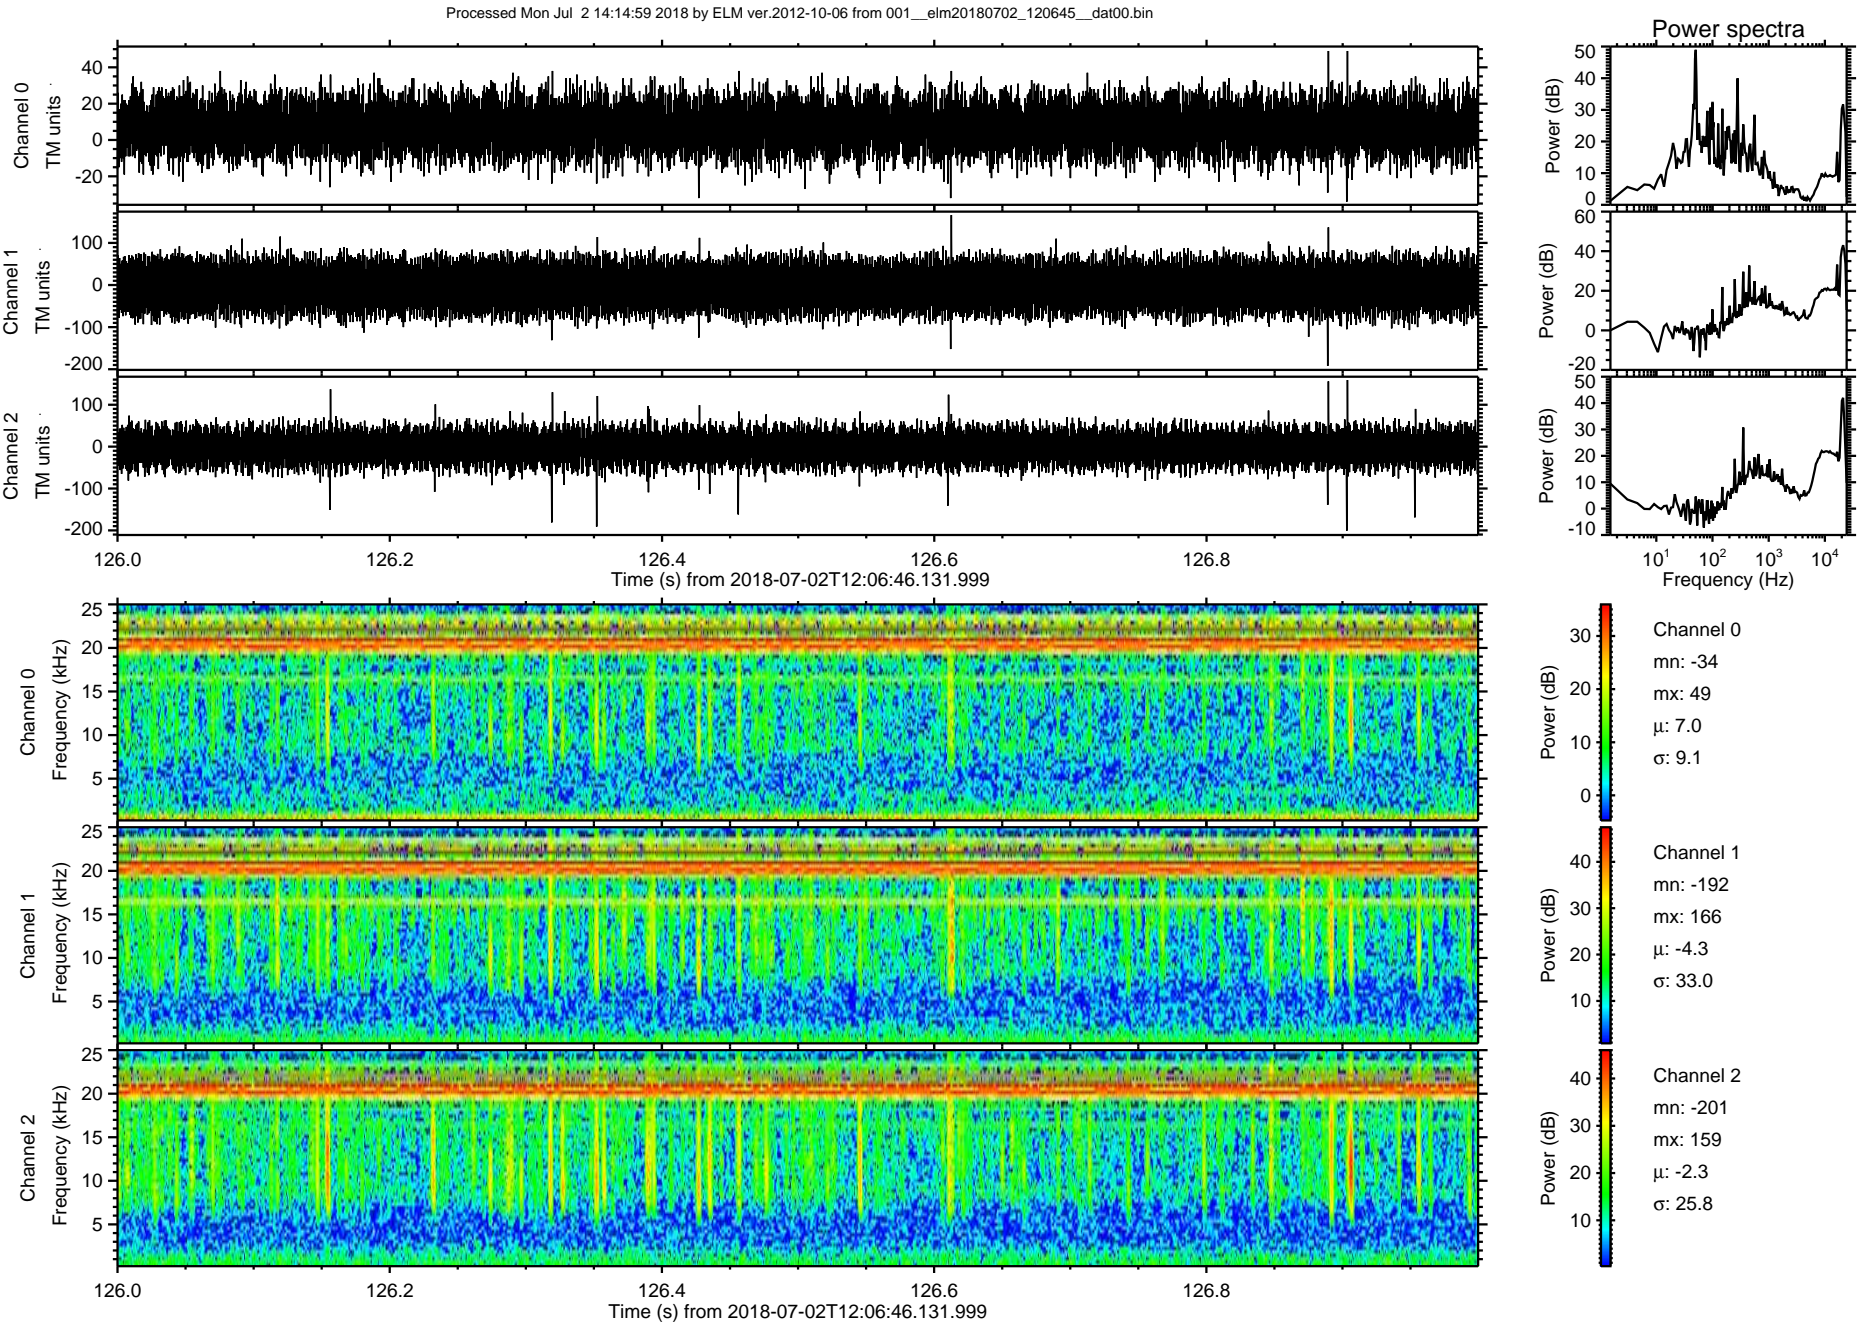 Processed Mon Jul  2 14:14:59 2018 by ELM ver.2012-10-06 from 001__elm20180702_120645__dat00.bin
Power spectra
Channel 0
TM units
40
20
0
-20
Power (dB)
50
40
30
20
10
0
Channel 1
TM units
100
0
-100
-200
Power (dB)
60
40
20
0
-20
Channel 2
TM units
100
0
-100
-200
Power (dB)
50
40
30
20
10
0
-10
126.0 126.2 126.4 126.6 126.8
Time (s) from 2018-07-02T12:06:46.131.999
10^1 10^2 10^3 10^4
Frequency (Hz)
Channel 0
Frequency (kHz)
25
20
15
10
5
Power (dB)
30
20
10
0
Channel 0
mn: -34
mx: 49
μ: 7.0
σ: 9.1
Channel 1
Frequency (kHz)
25
20
15
10
5
Power (dB)
40
30
20
10
Channel 1
mn: -192
mx: 166
μ: -4.3
σ: 33.0
Channel 2
Frequency (kHz)
25
20
15
10
5
Power (dB)
40
30
20
10
Channel 2
mn: -201
mx: 159
μ: -2.3
σ: 25.8
126.0 126.2 126.4 126.6 126.8
Time (s) from 2018-07-02T12:06:46.131.999